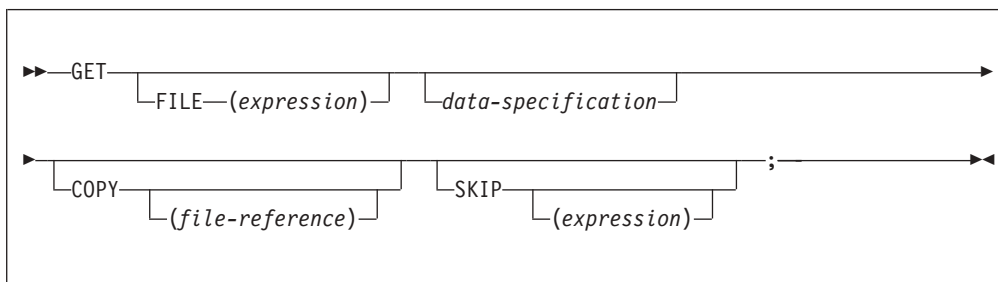 GET
FILE (expression)
data-specification
COPY
(file-reference)
SKIP
(expression)
;